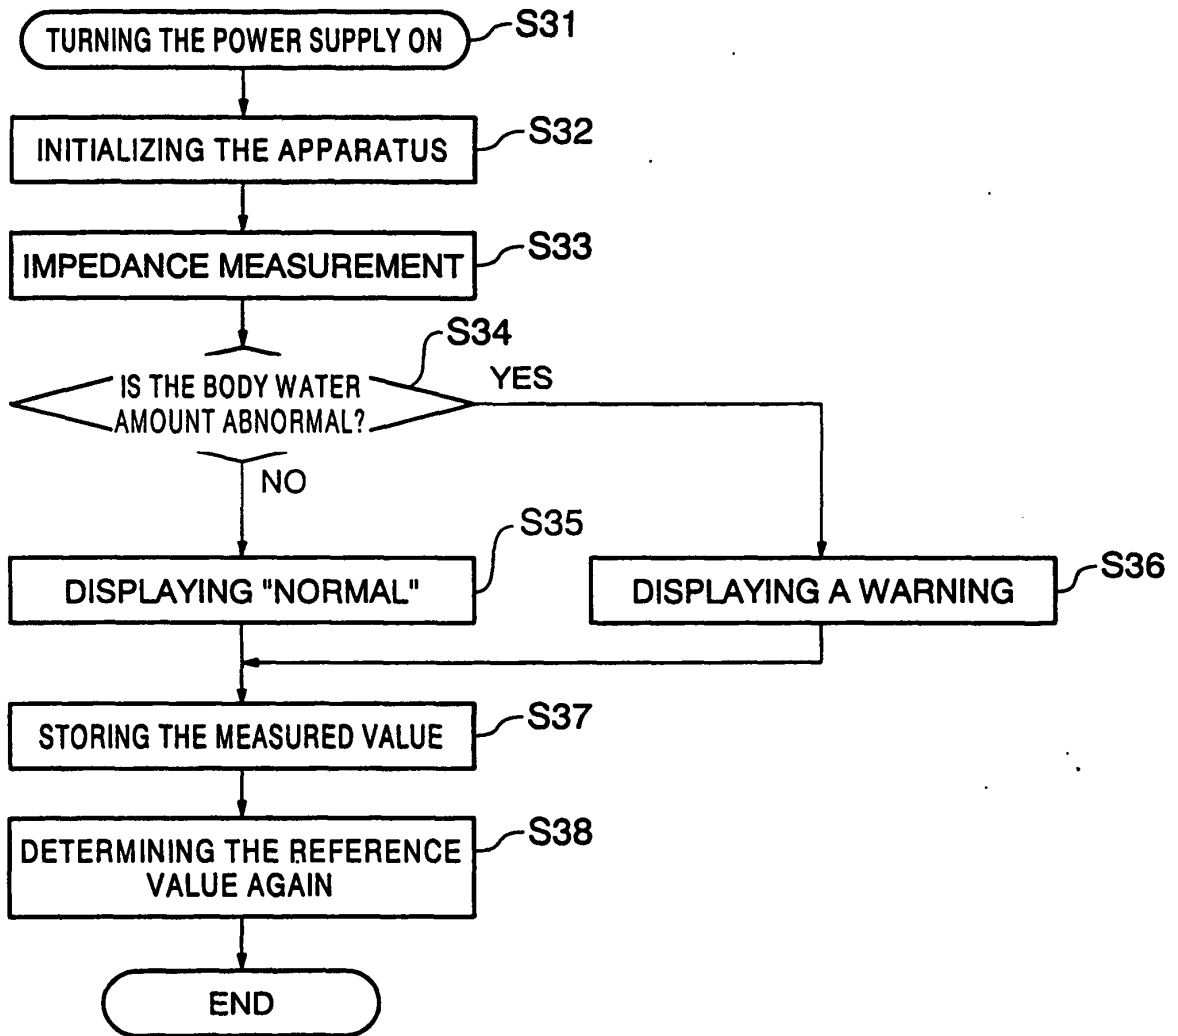 TURNING THE POWER SUPPLY ON
S31
INITIALIZING THE APPARATUS
S32
IMPEDANCE MEASUREMENT
S33
S34
IS THE BODY WATER
AMOUNT ABNORMAL?
YES
NO
DISPLAYING "NORMAL"
S35
DISPLAYING A WARNING
S36
STORING THE MEASURED VALUE
S37
DETERMINING THE REFERENCE
VALUE AGAIN
S38
END